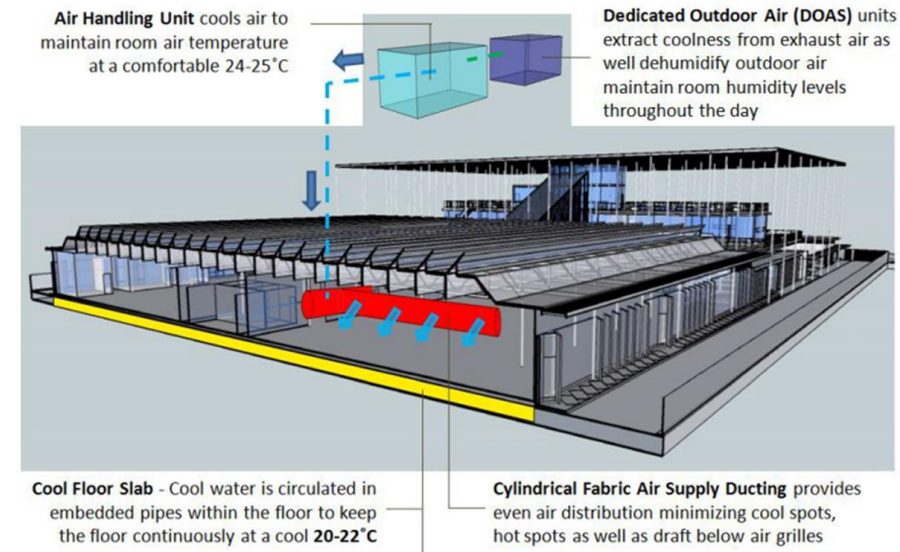 Air Handling Unit cools air to
maintain room air temperature
at a comfortable 24-25˚C
Dedicated Outdoor Air (DOAS) units
extract coolness from exhaust air as
well dehumidify outdoor air
maintain room humidity levels
throughout the day
Cool Floor Slab - Cool water is circulated in
embedded pipes within the floor to keep
the floor continuously at a cool 20-22˚C
Cylindrical Fabric Air Supply Ducting provides
even air distribution minimizing cool spots,
hot spots as well as draft below air grilles